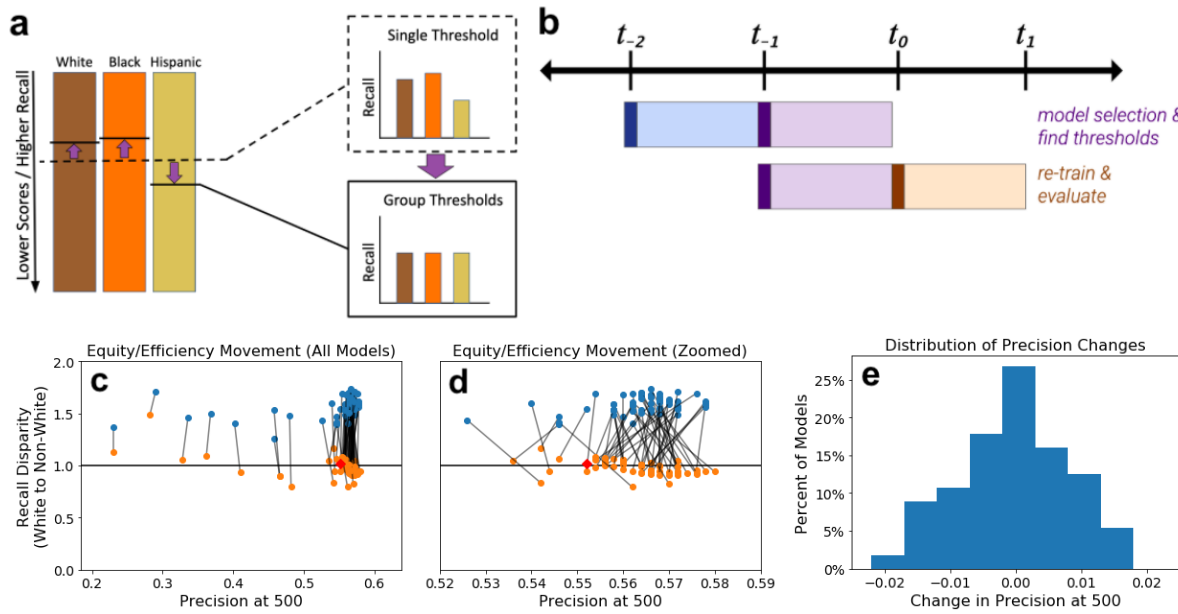 a
White Black Hispanic
Lower Scores / Higher Recall
Single Threshold
Recall
Group Thresholds
Recall
b
t-2 t-1 t0 t1
model selection &
find thresholds
re-train &
evaluate
Equity/Efficiency Movement (All Models)
c
Recall Disparity
(White to Non-White)
2.0
1.5
1.0
0.5
0.0
0.2 0.3 0.4 0.5 0.6
Precision at 500
Equity/Efficiency Movement (Zoomed)
d
0.52 0.53 0.54 0.55 0.56 0.57 0.58 0.59
Precision at 500
Distribution of Precision Changes
e
Percent of Models
25%
20%
15%
10%
5%
0%
−0.02 −0.01 0.00 0.01 0.02
Change in Precision at 500